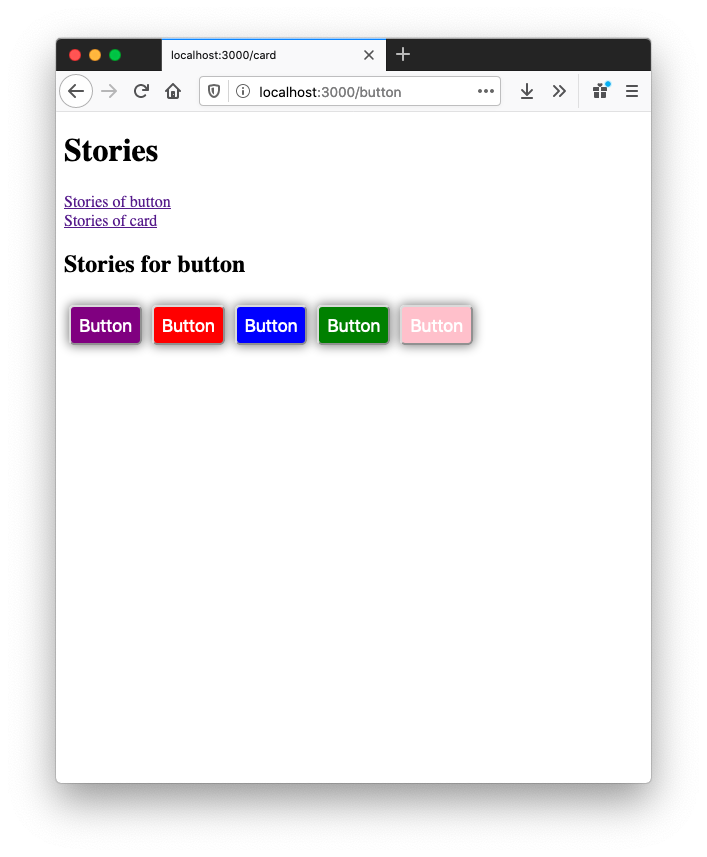 localhost:3000/card
localhost:3000/button
Stories
Stories of button
Stories of card
Stories for button
Button Button Button Button Button